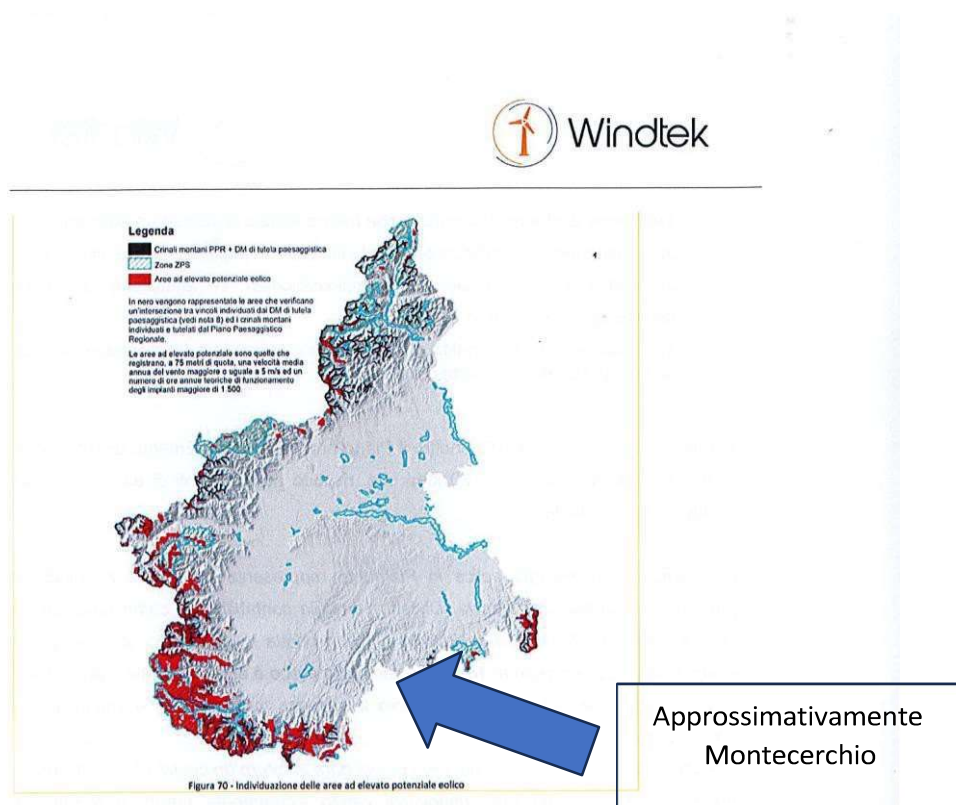 Windtek
Legenda
Crinali montani PPR + DM di tutela paesaggistica
Zone ZPS
Aree ad elevato potenziale eolico
In nero vengono rappresentate le aree che verificano
un'intersezione tra vincoli individuati dai DM di tutela
paesaggistica (vedi nota 8) ed i crinali montani
individuati e tutelati dal Piano Paesaggistico
Regionale.
Le aree ad elevato potenziale sono quelle che
registrano, a 75 metri di quota, una velocità media
annua del vento maggiore o uguale a 5 m/s ed un
numero di ore annue teoriche di funzionamento
degli impianti maggiore di 1.500.
Approssimativamente
Montecerchio
Figura 70 - Individuazione delle aree ad elevato potenziale eolico